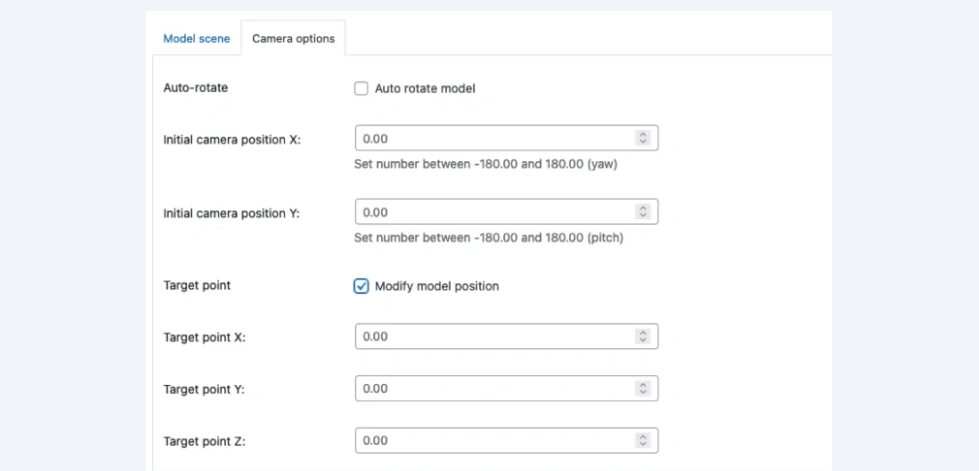 Model scene Camera options
Auto-rotate Auto rotate model
Initial camera position X: 0.00
Set number between -180.00 and 180.00 (yaw)
Initial camera position Y: 0.00
Set number between -180.00 and 180.00 (pitch)
Target point Modify model position
Target point X: 0.00
Target point Y: 0.00
Target point Z: 0.00